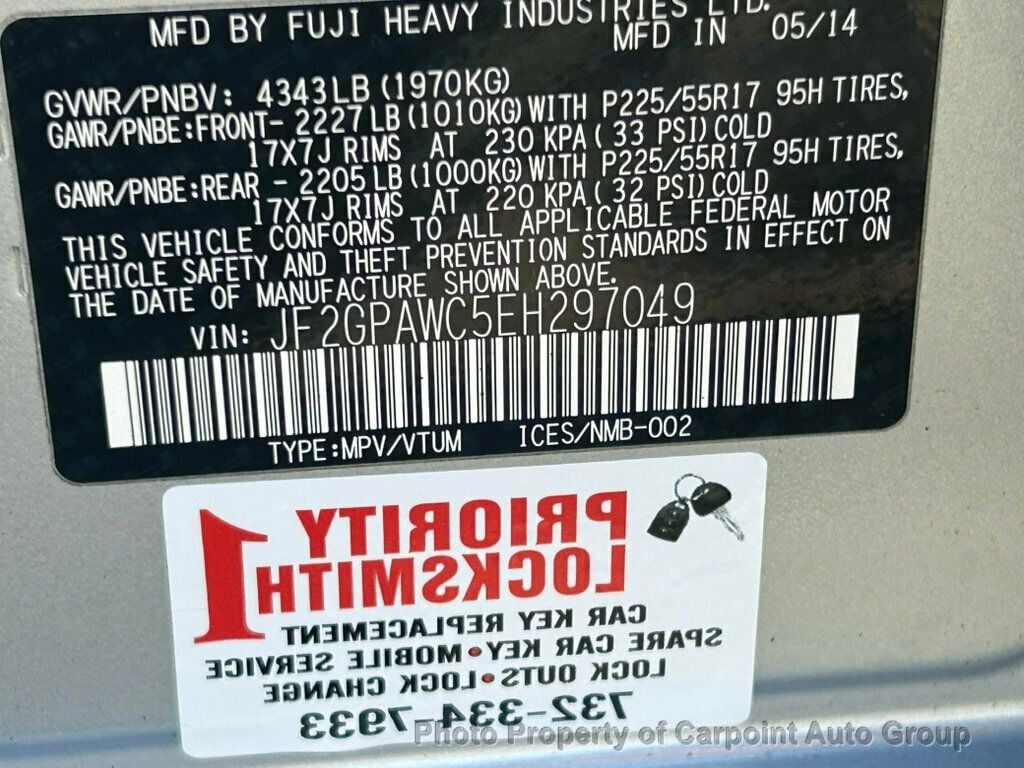 MFD BY FUJI HEAVY INDUSTRIES LTD.
MFD IN 05/14
GVWR/PNBV: 4343LB (1970KG)
GAWR/PNBE:FRONT- 2227LB (1010KG) WITH P225/55R17 95H TIRES,
17X7J RIMS AT 230 KPA ( 33 PSI) COLD
GAWR/PNBE:REAR - 2205LB (1000KG) WITH P225/55R17 95H TIRES,
17X7J RIMS AT 220 KPA ( 32 PSI) COLD
THIS VEHICLE CONFORMS TO ALL APPLICABLE FEDERAL MOTOR
VEHICLE SAFETY AND THEFT PREVENTION STANDARDS IN EFFECT ON
THE DATE OF MANUFACTURE SHOWN ABOVE.
VIN: JF2GPAWC5EH297049
TYPE:MPV/VTUM ICES/NMB-002
PRIORITY 1
LOCKSMITH
CAR KEY REPLACEMENT
SPARE CAR KEY•MOBILE SERVICE
LOCK OUTS•LOCK CHANGE
732-334-7933
Photo Property of Carpoint Auto Group